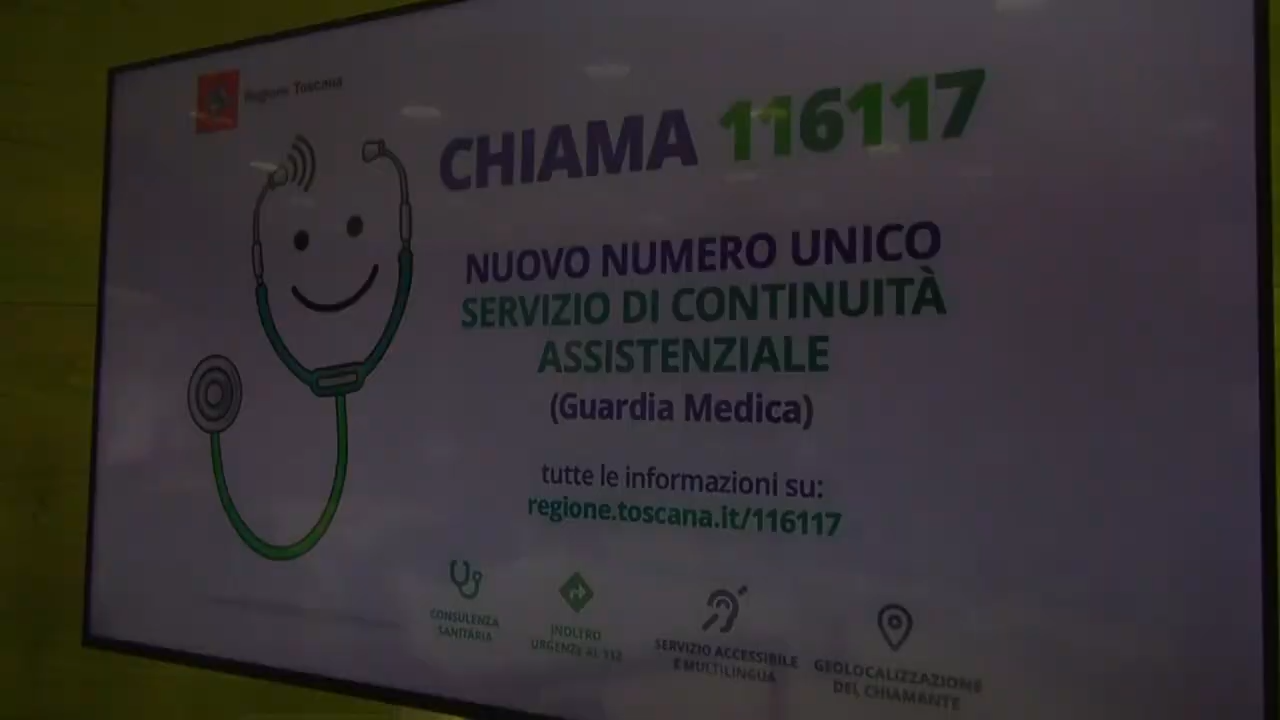 Regione Toscana
CHIAMA 116117
NUOVO NUMERO UNICO
SERVIZIO DI CONTINUITÀ
ASSISTENZIALE
(Guardia Medica)
tutte le informazioni su:
regione.toscana.it/116117
CONSULENZA
SANITARIA
INOLTRO
URGENZE AL 112
SERVIZIO ACCESSIBILE
E MULTILINGUA
GEOLOCALIZZAZIONE
DEL CHIAMANTE